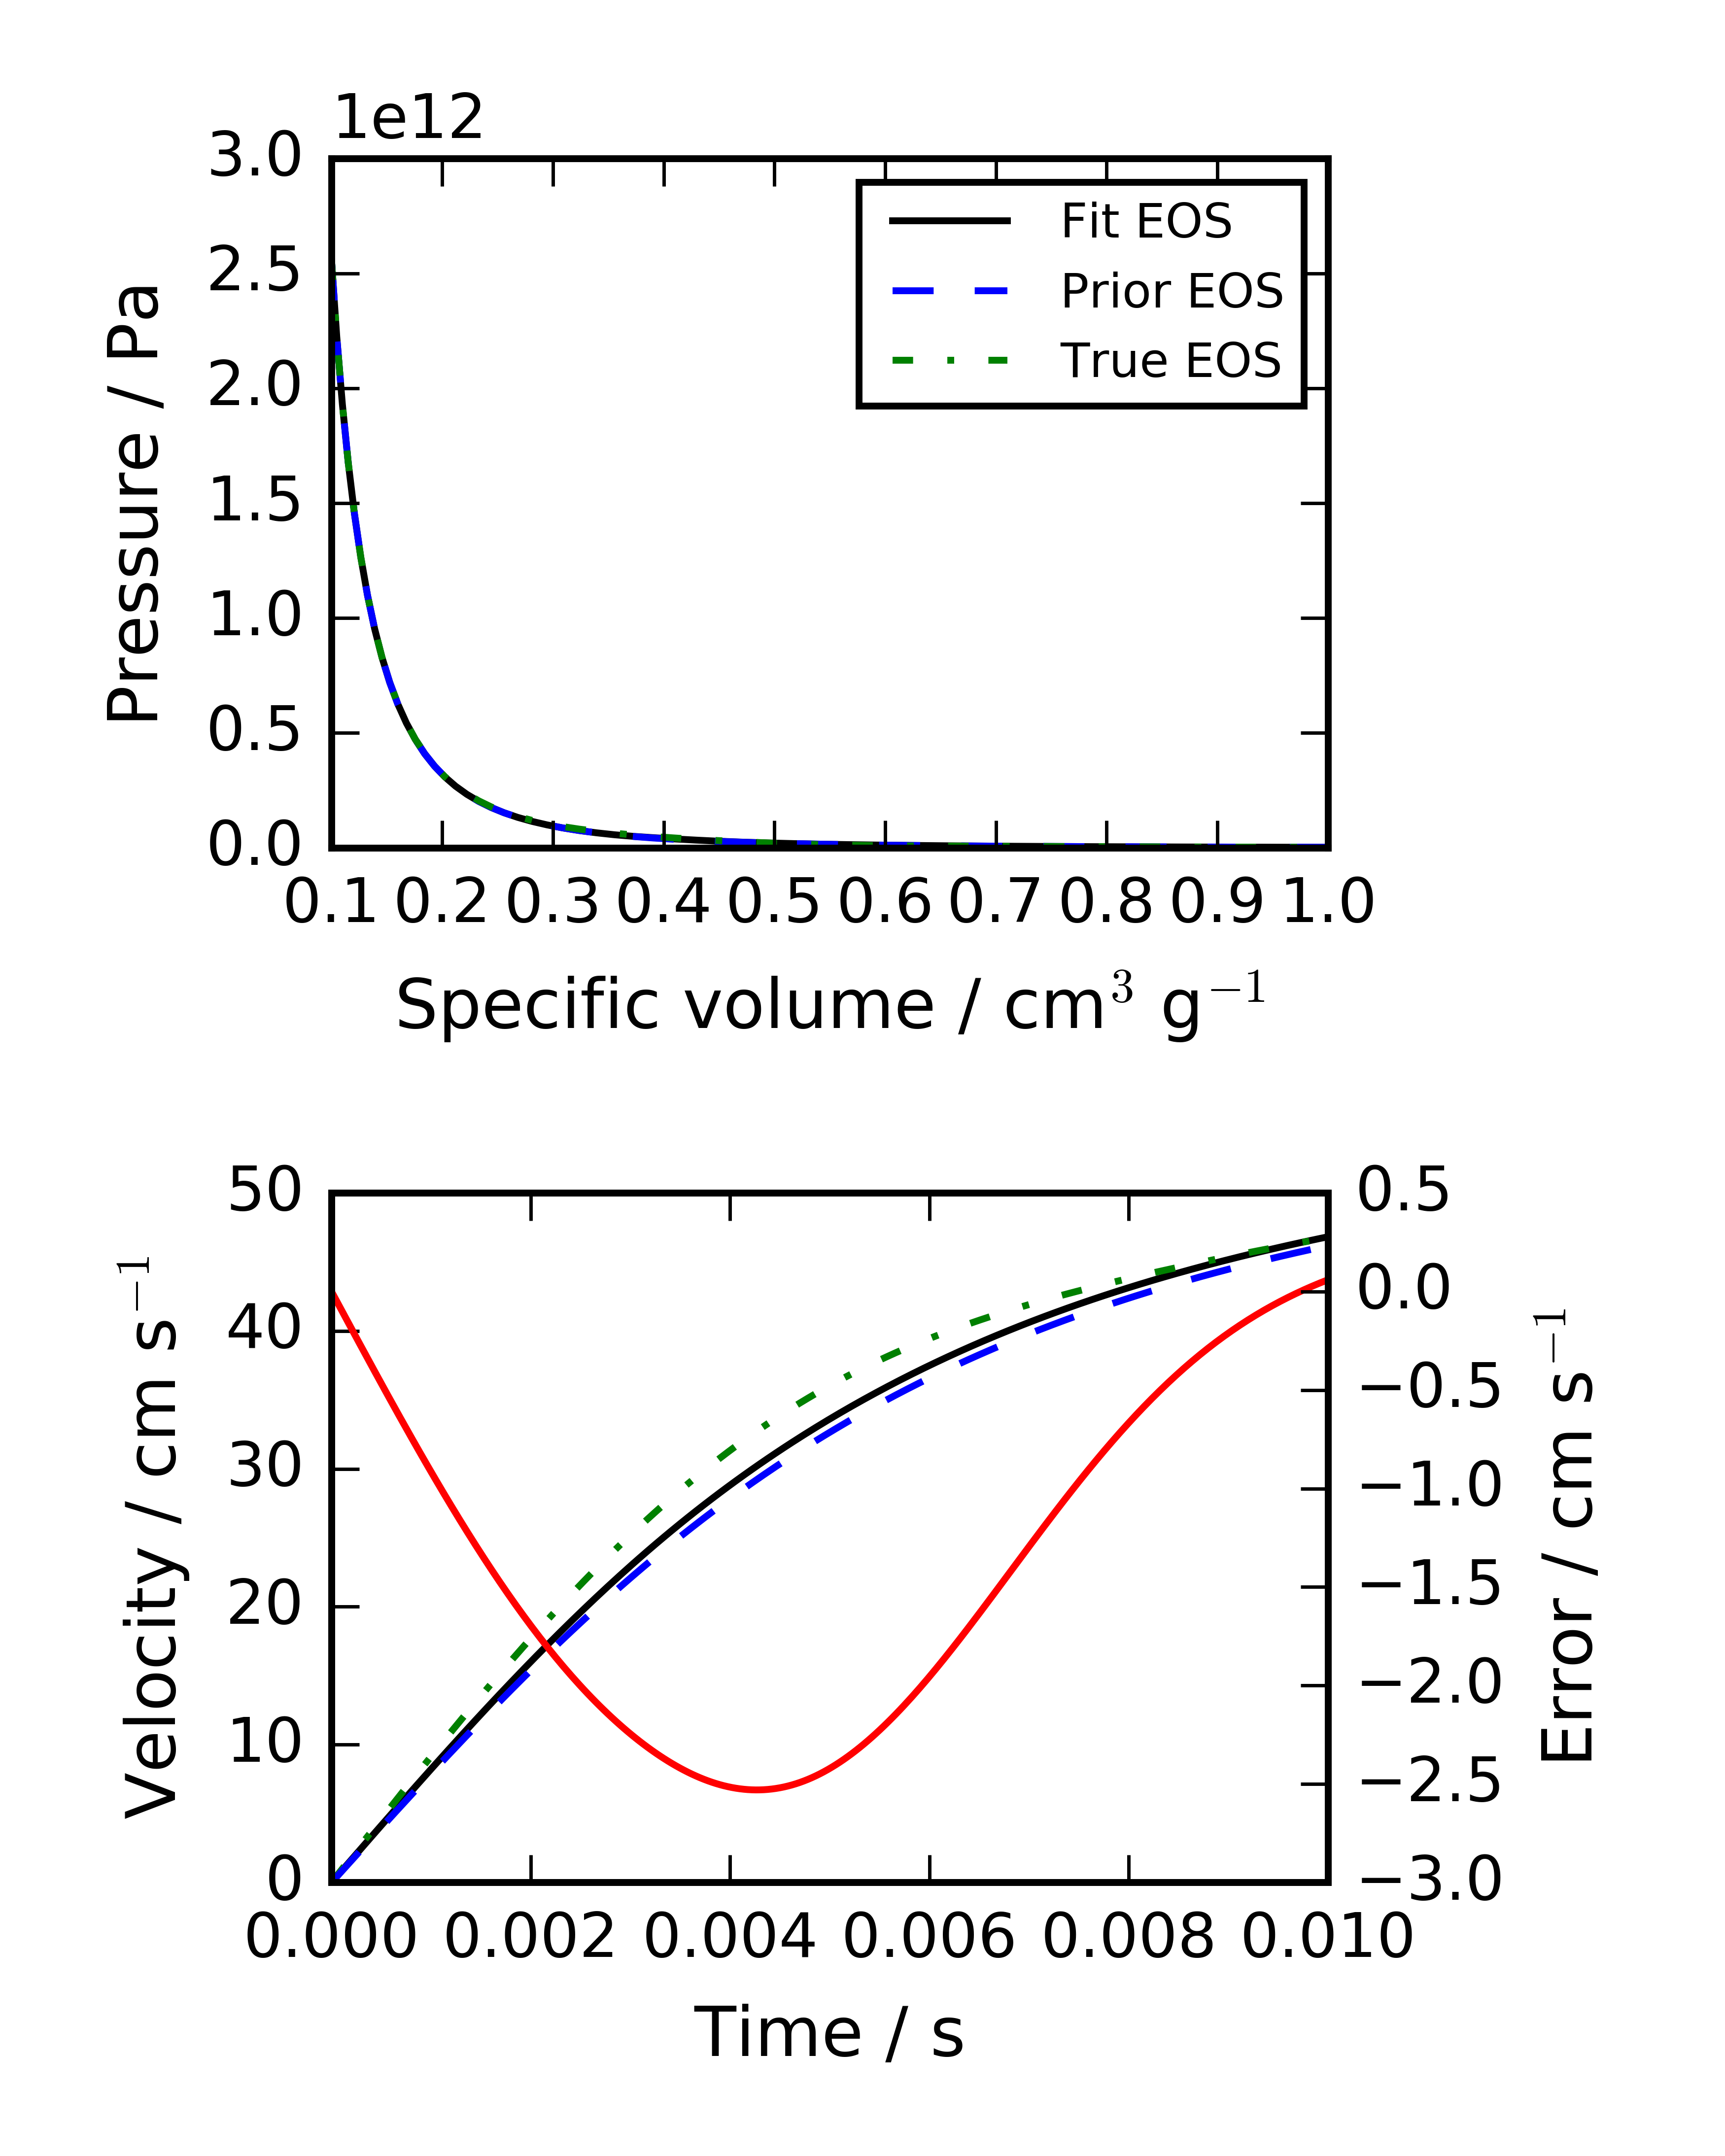 1e12
3.0
2.5
2.0
1.5
1.0
0.5
0.0
Pressure / Pa
Fit EOS
Prior EOS
True EOS
0.1 0.2 0.3 0.4 0.5 0.6 0.7 0.8 0.9 1.0
Specific volume / cm³ g⁻¹
50
40
30
20
10
0
Velocity / cm s⁻¹
0.5
0.0
−0.5
−1.0
−1.5
−2.0
−2.5
−3.0
Error / cm s⁻¹
0.000 0.002 0.004 0.006 0.008 0.010
Time / s